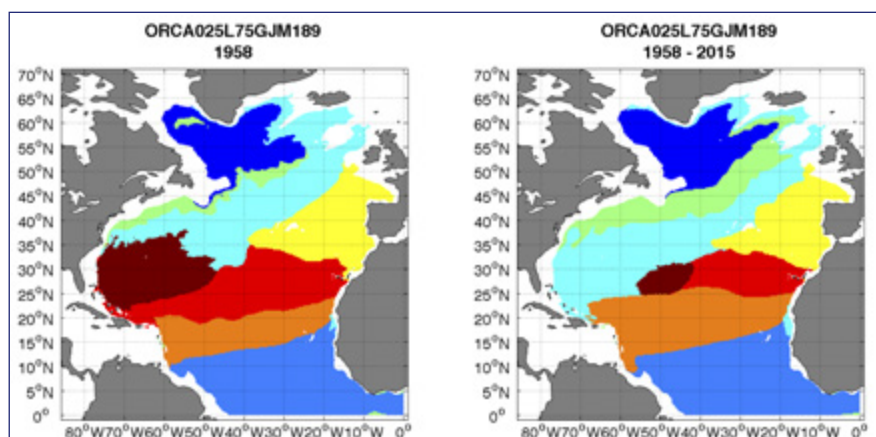 ORCA025L75GJM189
1958
70°N
65°N
60°N
55°N
50°N
45°N
40°N
35°N
30°N
25°N
20°N
15°N
10°N
5°N
0°
80°W70°W60°W50°W40°W30°W20°W10°W 0°
ORCA025L75GJM189
1958 - 2015
70°N
65°N
60°N
55°N
50°N
45°N
40°N
35°N
30°N
25°N
20°N
15°N
10°N
5°N
0°
80°W70°W60°W50°W40°W30°W20°W10°W 0°